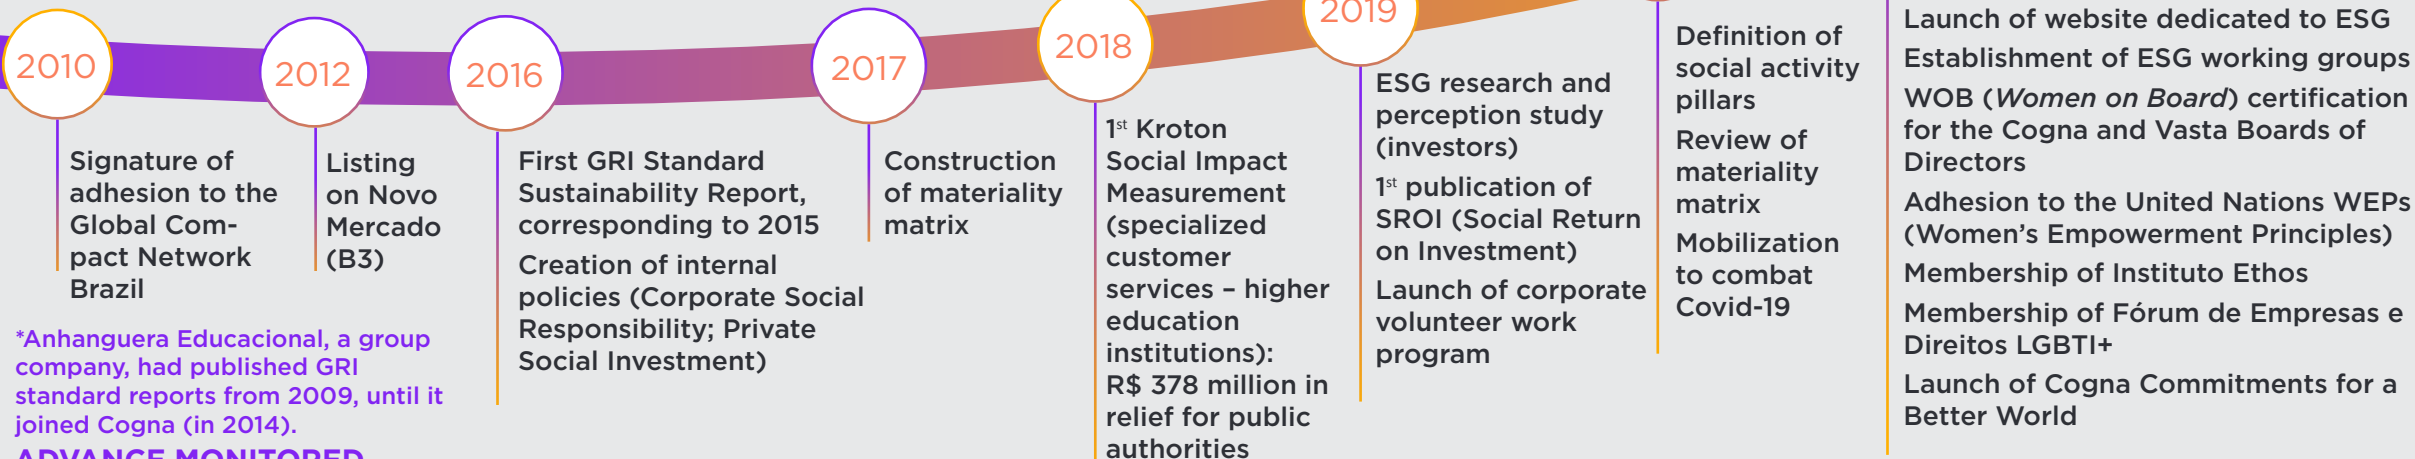 2010
Signature of
adhesion to the
Global Com-
pact Network
Brazil
*Anhanguera Educacional, a group
company, had published GRI
standard reports from 2009, until it
joined Cogna (in 2014).
ADVANCE MONITORED
2012
Listing
on Novo
Mercado
(B3)
2016
First GRI Standard
Sustainability Report,
corresponding to 2015
Creation of internal
policies (Corporate Social
Responsibility; Private
Social Investment)
2017
Construction
of materiality
matrix
2018
1st Kroton
Social Impact
Measurement
(specialized
customer
services – higher
education
institutions):
R$ 378 million in
relief for public
authorities
2019
ESG research and
perception study
(investors)
1st publication of
SROI (Social Return
on Investment)
Launch of corporate
volunteer work
program
Definition of
social activity
pillars
Review of
materiality
matrix
Mobilization
to combat
Covid-19
Launch of website dedicated to ESG
Establishment of ESG working groups
WOB (Women on Board) certification
for the Cogna and Vasta Boards of
Directors
Adhesion to the United Nations WEPs
(Women’s Empowerment Principles)
Membership of Instituto Ethos
Membership of Fórum de Empresas e
Direitos LGBTI+
Launch of Cogna Commitments for a
Better World